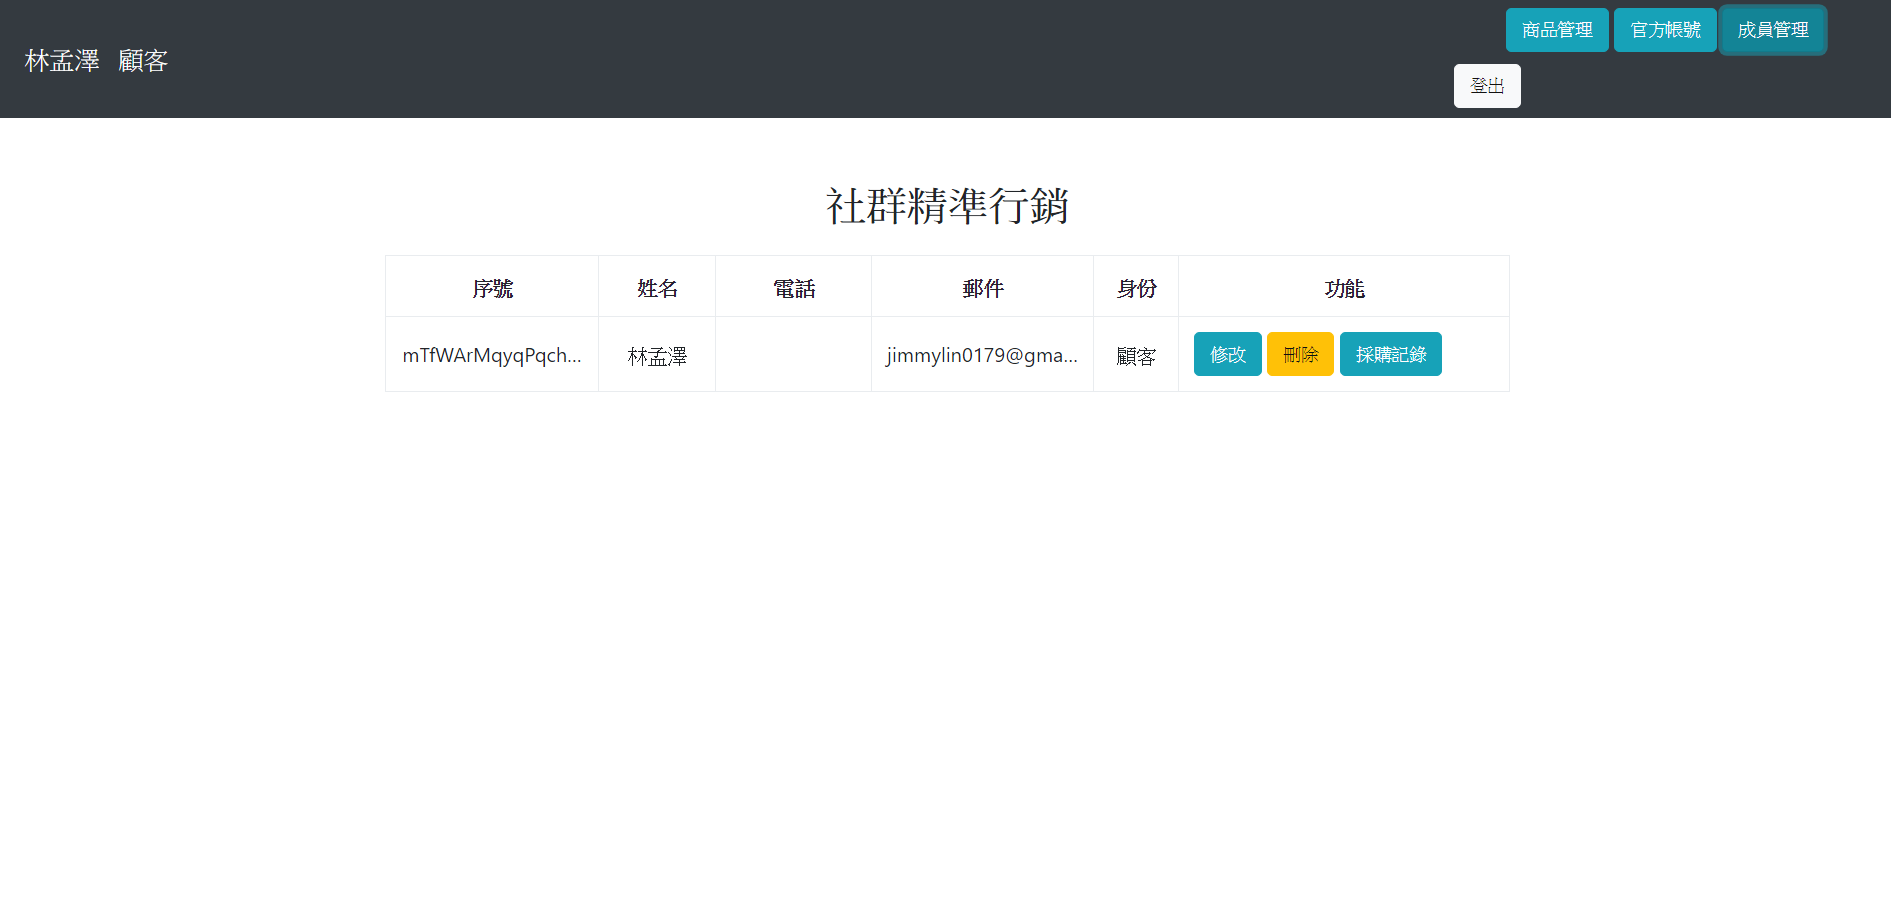 林孟澤 顧客
商品管理 官方帳號 成員管理
登出
社群精準行銷
序號 姓名 電話 郵件 身份 功能
mTfWArMqyqPqch... 林孟澤 jimmylin0179@gma... 顧客 修改 刪除 採購記錄